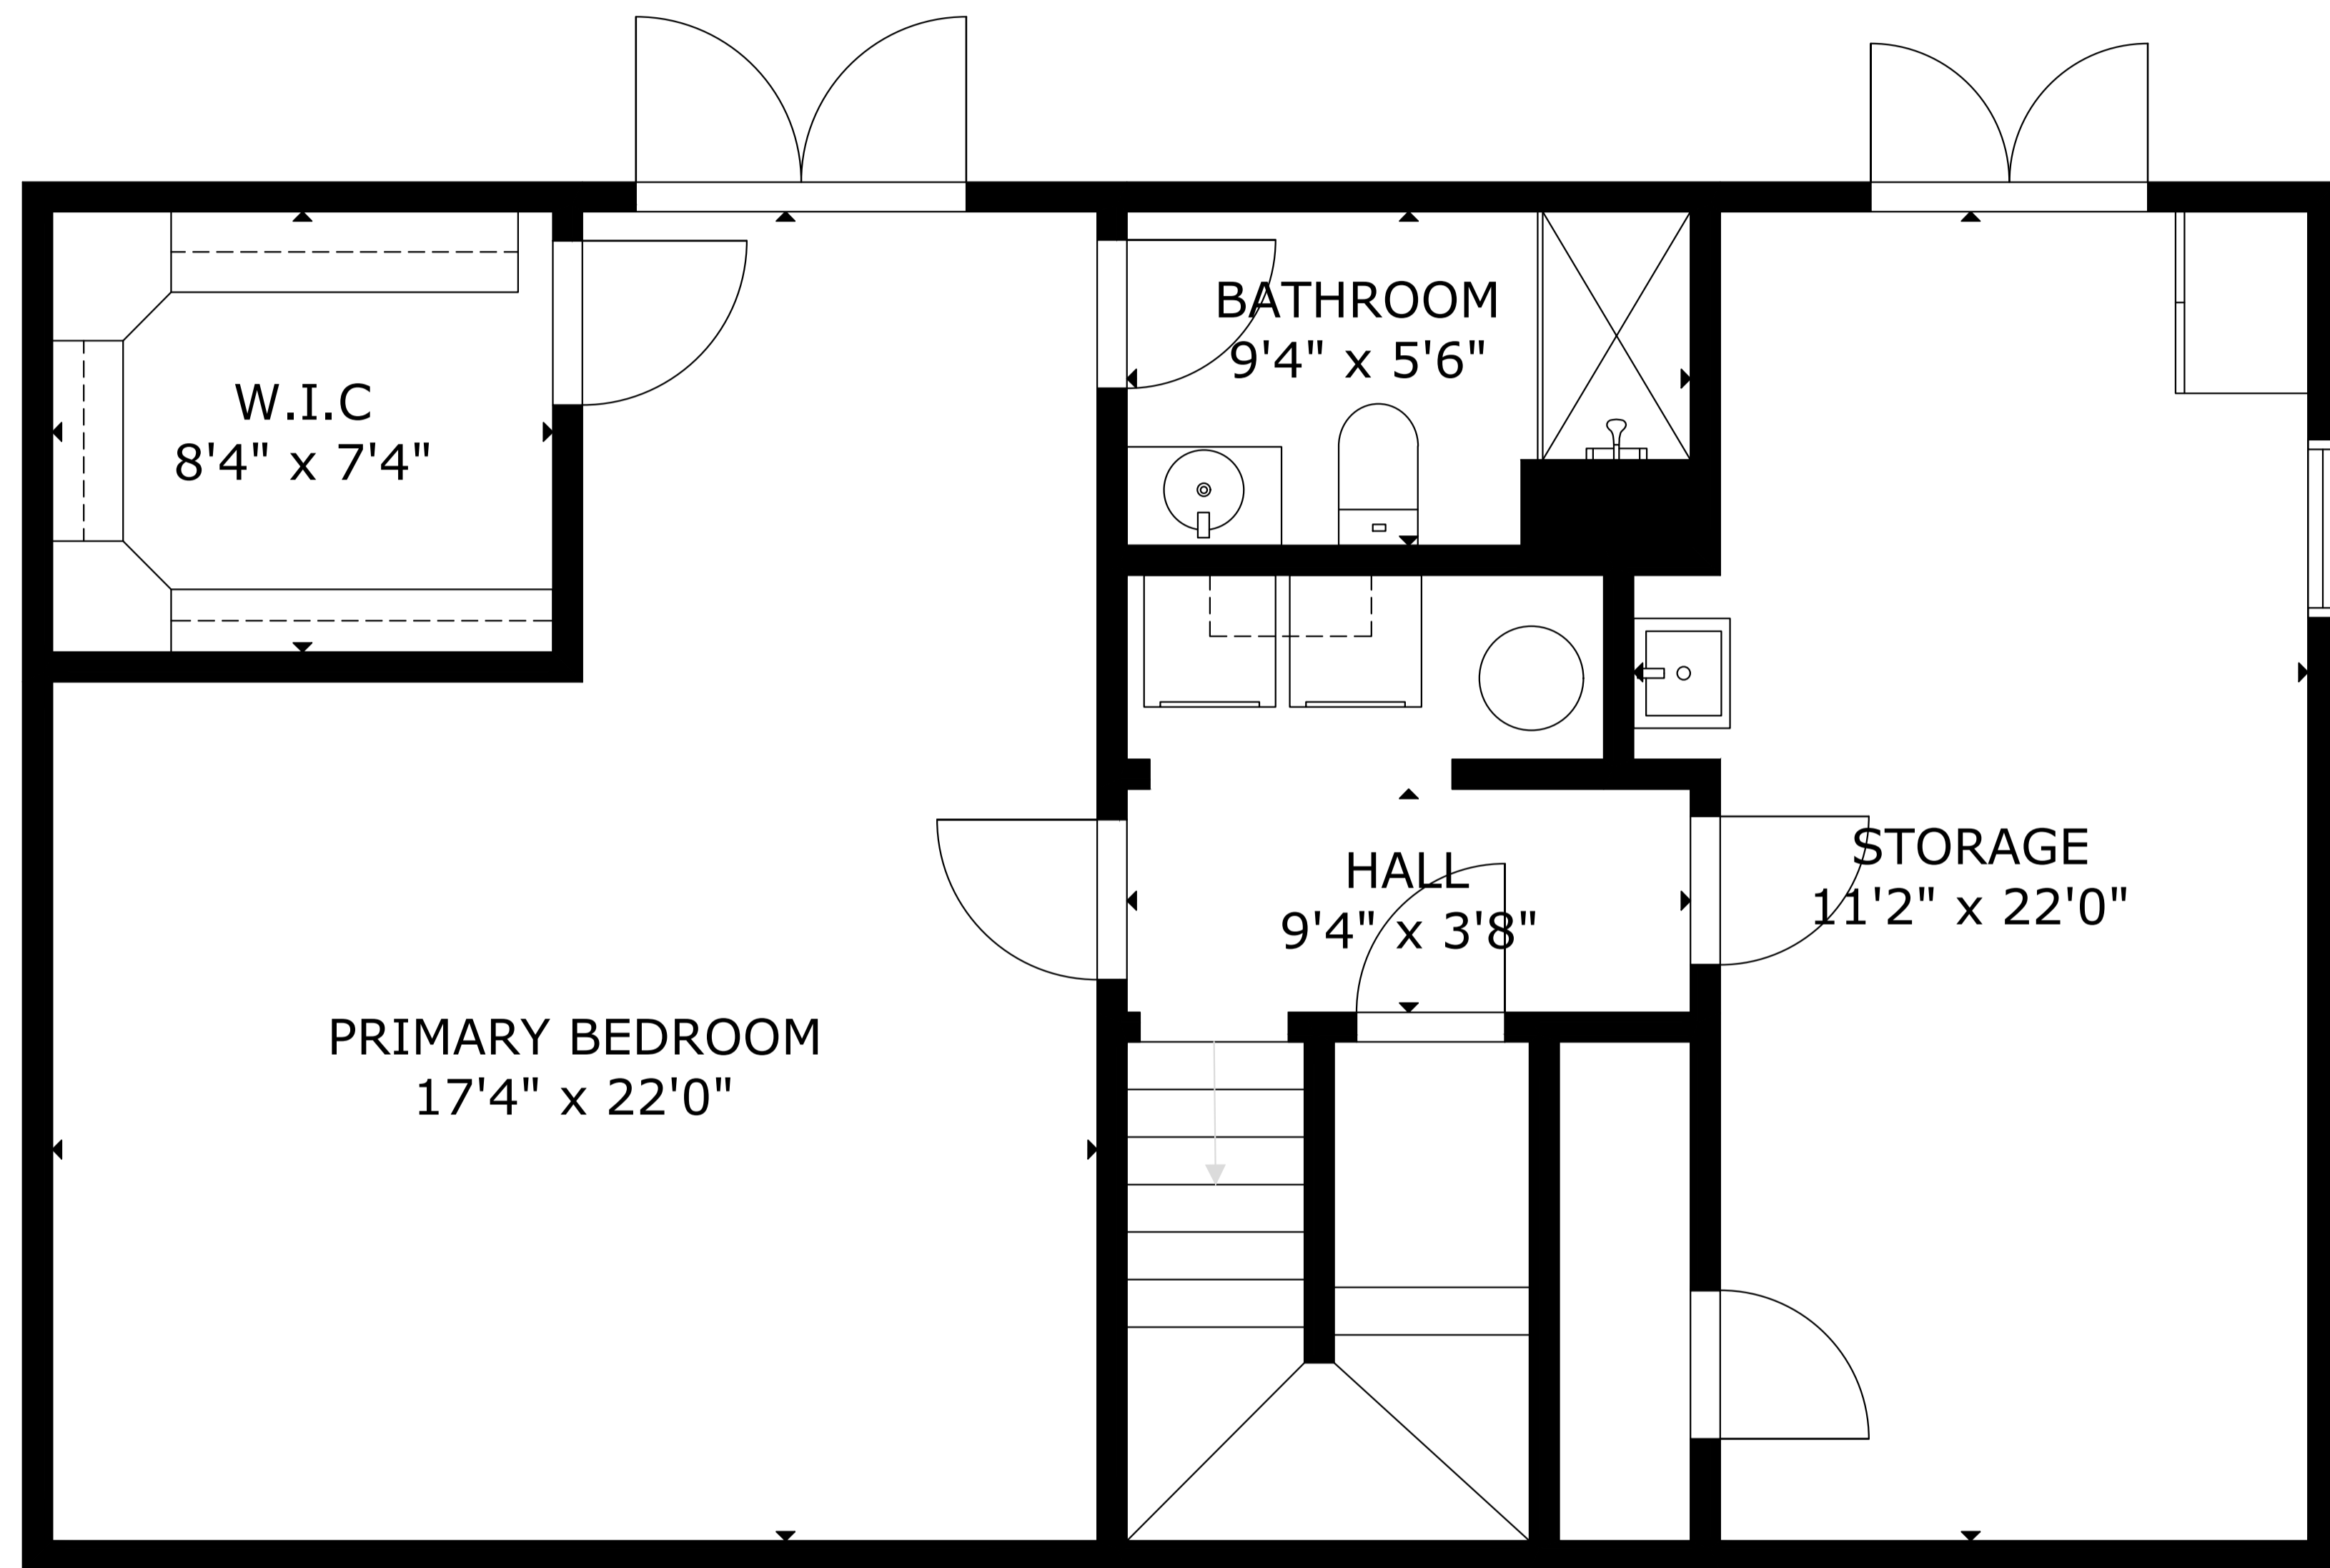 BATHROOM
9'4" x 5'6"
W.I.C
8'4" x 7'4"
STORAGE
11'2" x 22'0"
HALL
9'4" x 3'8"
PRIMARY BEDROOM
17'4" x 22'0"